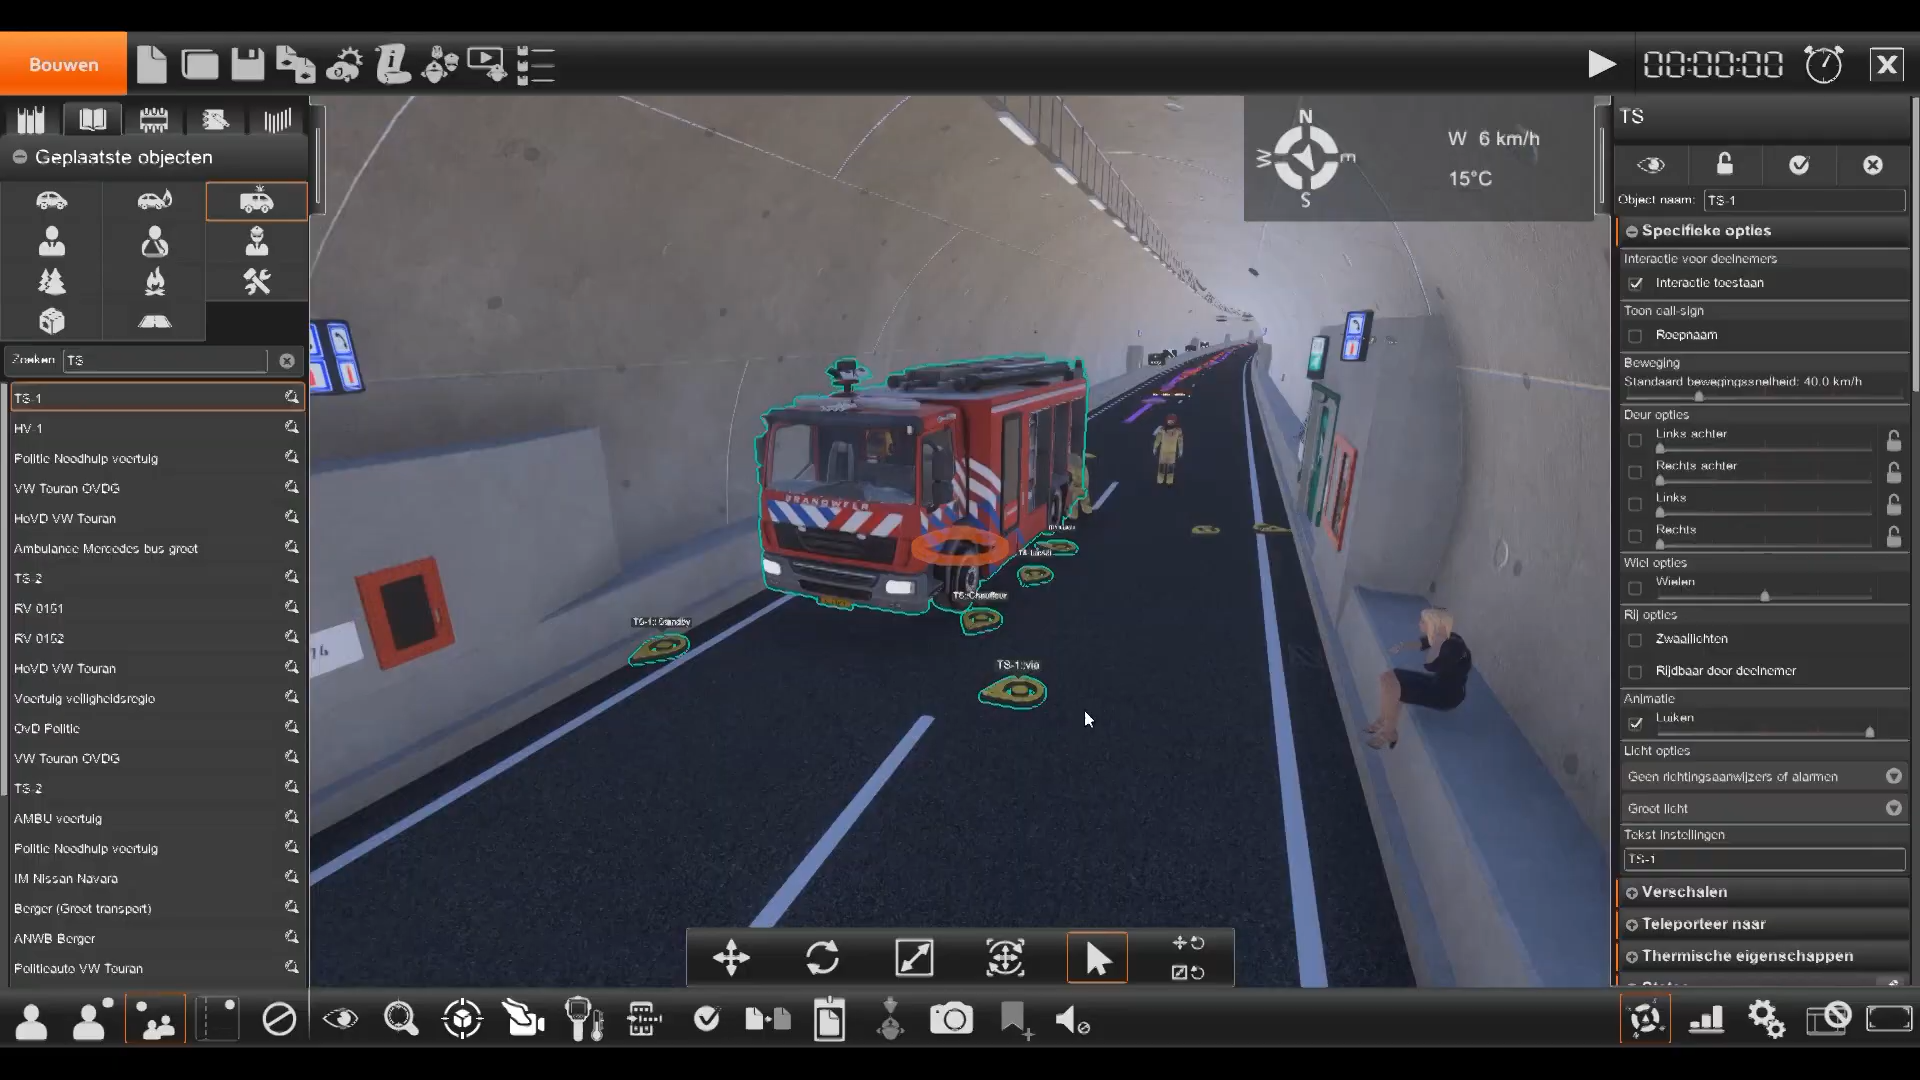 Bouwen
00:00:00
Geplaatste objecten
Zoeken TS
TS-1
HV-1
Politie Noodhulp voertuig
VW Touran OVDG
HoVD VW Touran
Ambulance Mercedes bus groot
TS-2
RV 0151
RV 0152
HoVD VW Touran
Voertuig veiligheidsregio
OvD Politie
VW Touran OVDG
TS-2
AMBU voertuig
Politie Noodhulp voertuig
IM Nissan Navara
Berger (Groot transport)
ANWB Berger
Politieauto VW Touran
N
W E
S
W 6 km/h
15°C
BRANDWEER
TS-1: Standby
TS: Chauffeur
TS-1: via
TS
Object naam: TS-1
Specifieke opties
Interactie voor deelnemers
Interactie toestaan
Toon call-sign
Roepnaam
Beweging
Standaard bewegingssnelheid: 40.0 km/h
Deur opties
Links achter
Rechts achter
Links
Rechts
Wiel opties
Wielen
Rij opties
Zwaailichten
Rijdbaar door deelnemer
Animatie
Luiken
Licht opties
Geen richtingsaanwijzers of alarmen
Groot licht
Tekst instellingen
TS-1
Verschalen
Teleporteer naar
Thermische eigenschappen